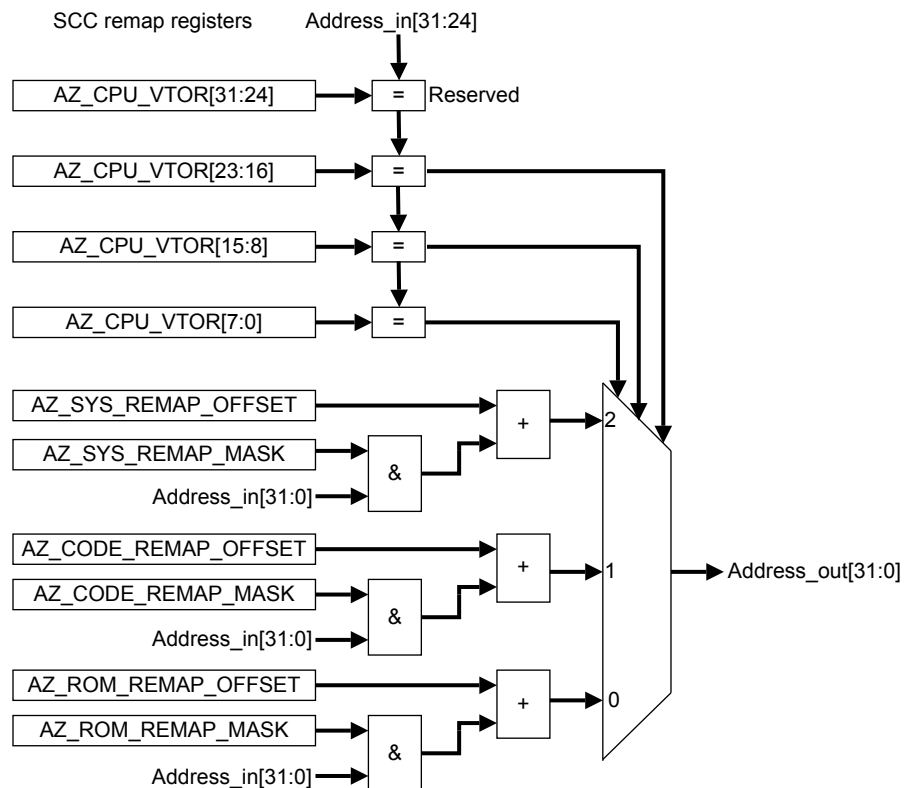 SCC remap registers Address_in[31:24]
AZ_CPU_VTOR[31:24] = Reserved
AZ_CPU_VTOR[23:16] =
AZ_CPU_VTOR[15:8] =
AZ_CPU_VTOR[7:0] =
AZ_SYS_REMAP_OFFSET + 2
AZ_SYS_REMAP_MASK &
Address_in[31:0]
AZ_CODE_REMAP_OFFSET + 1 Address_out[31:0]
AZ_CODE_REMAP_MASK &
Address_in[31:0]
AZ_ROM_REMAP_OFFSET + 0
AZ_ROM_REMAP_MASK &
Address_in[31:0]